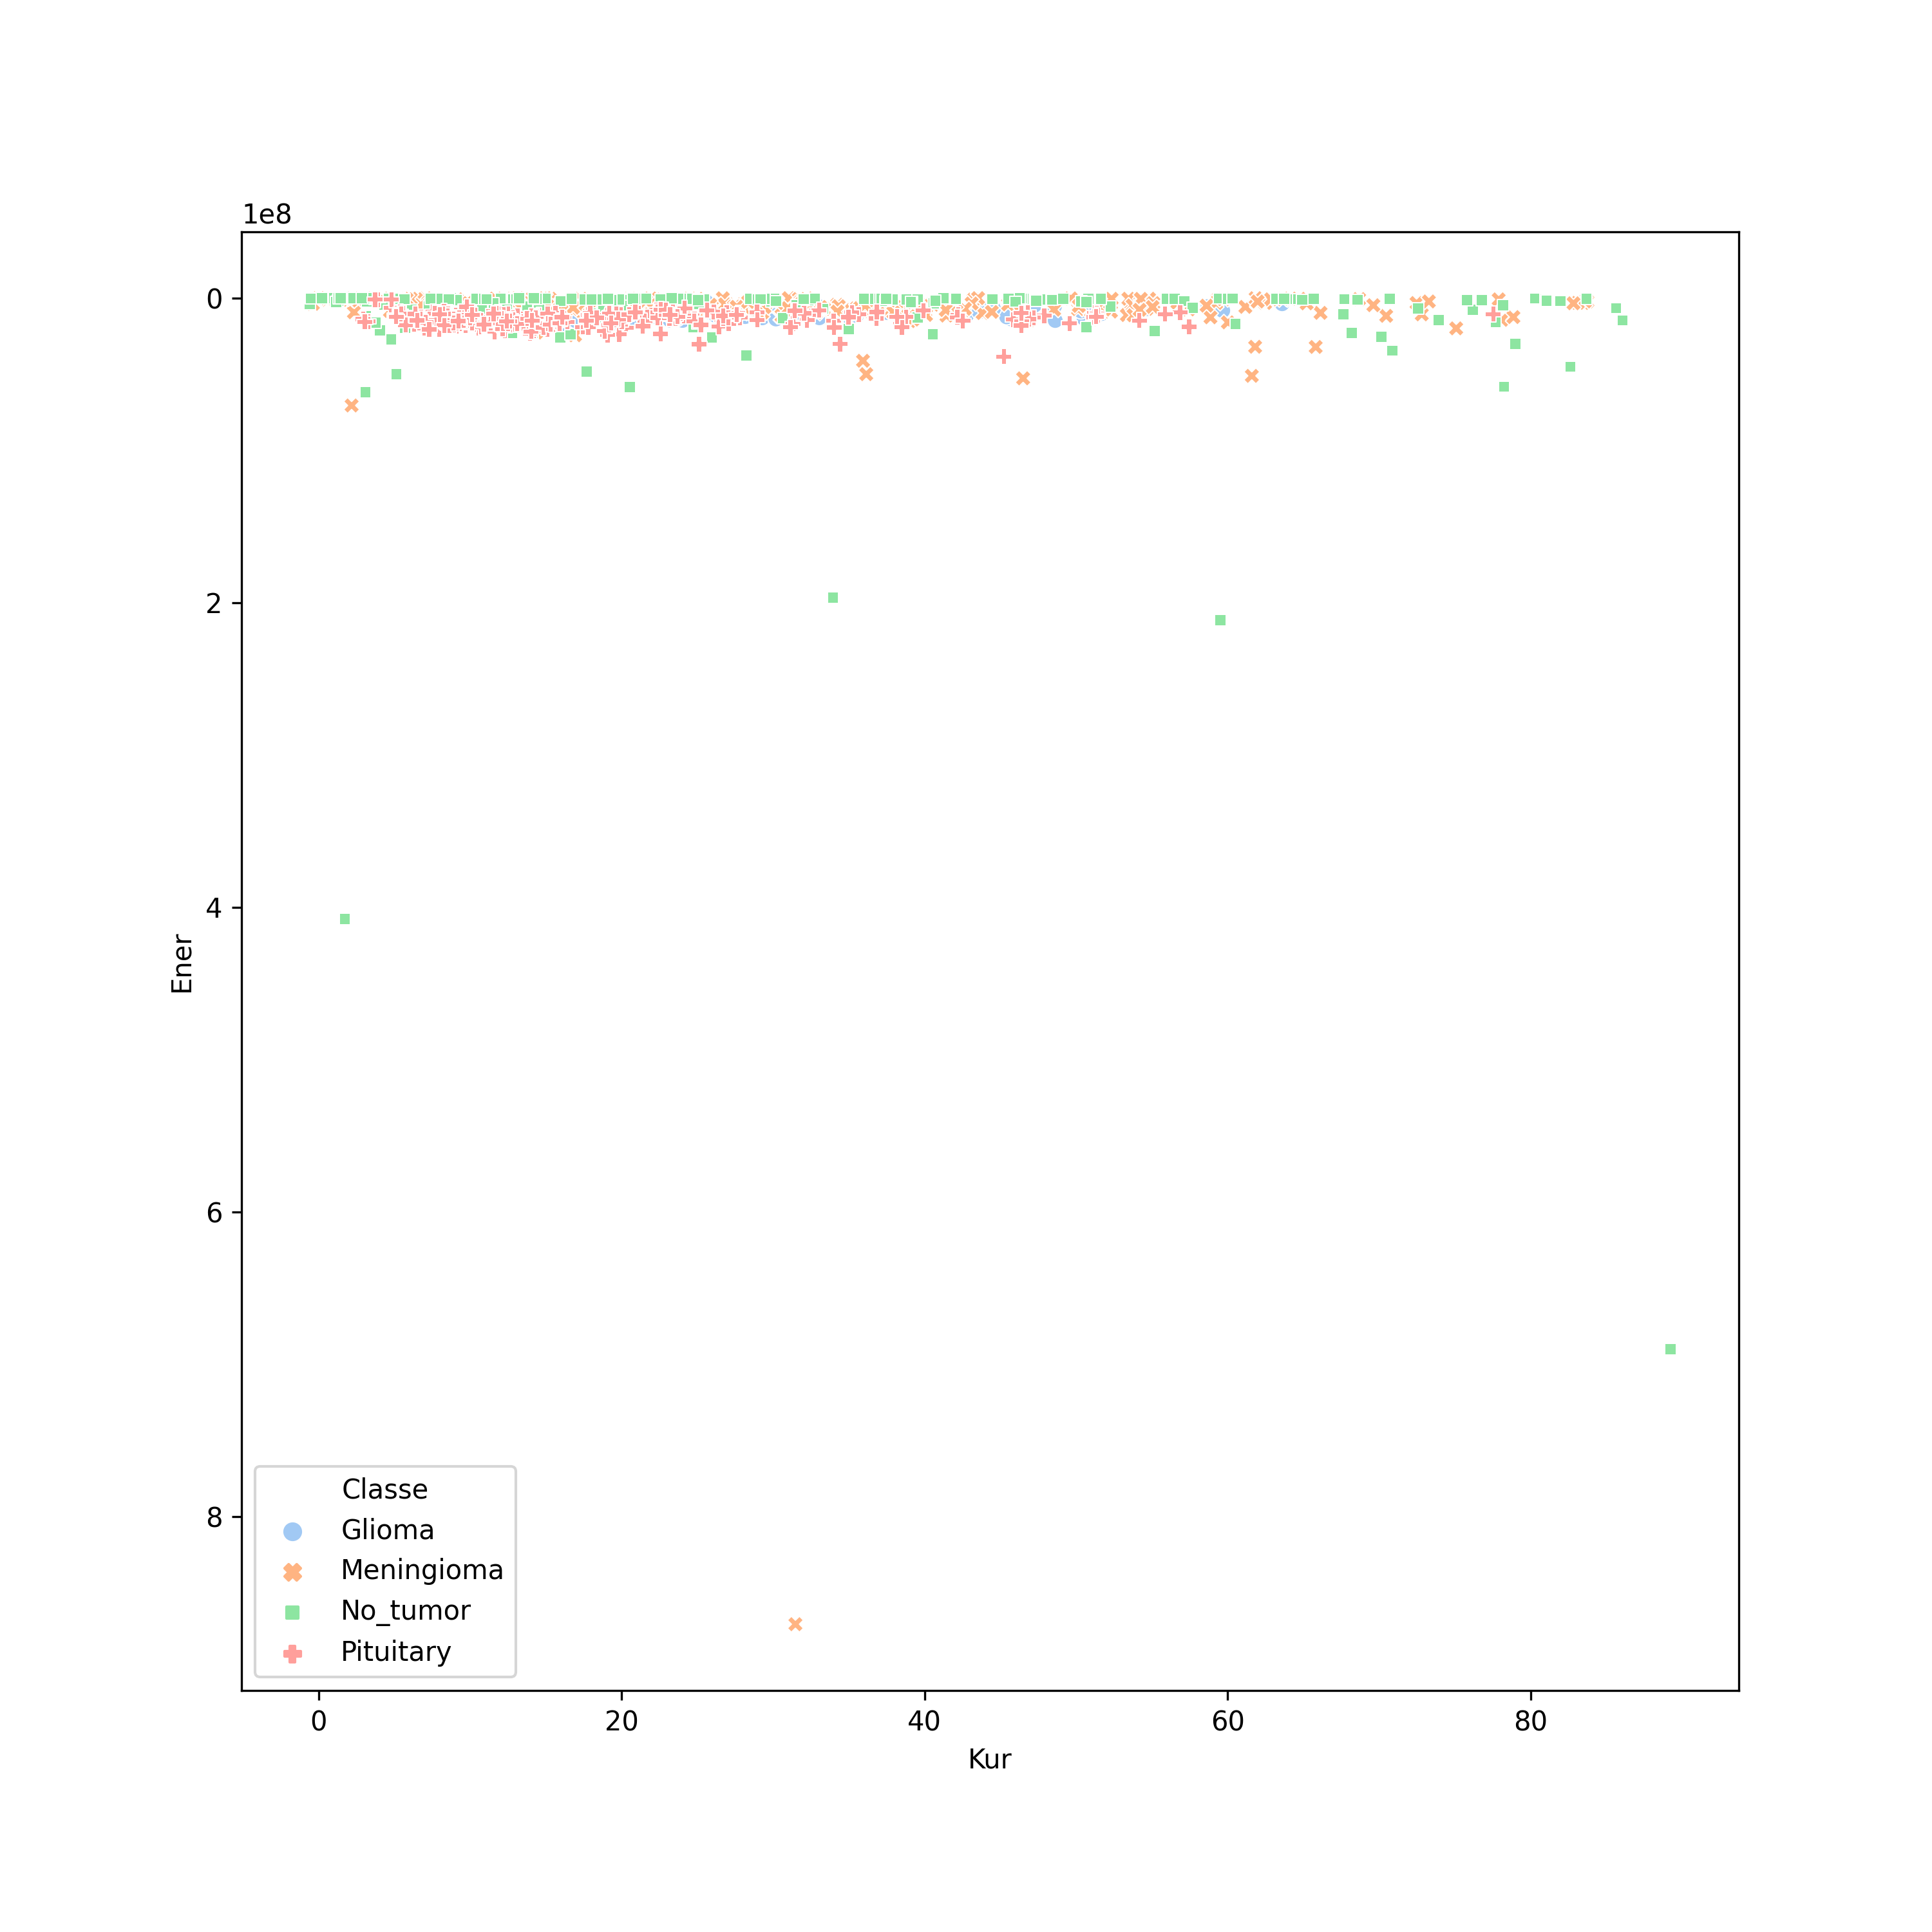 1e8
0
2
4
6
8
Ener
Classe
Glioma
Meningioma
No_tumor
Pituitary
0 20 40 60 80
Kur